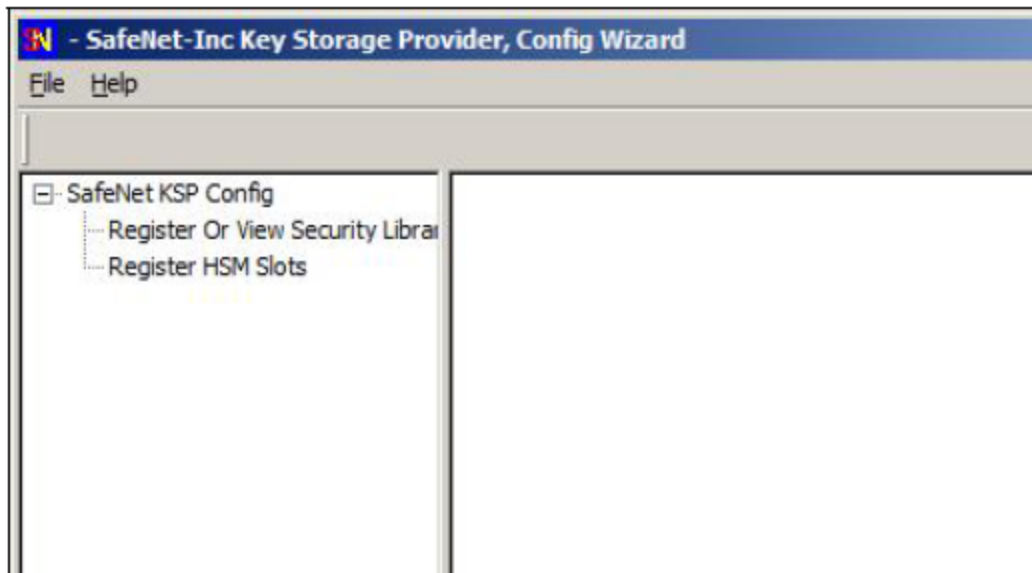 SN - SafeNet-Inc Key Storage Provider, Config Wizard
File Help
SafeNet KSP Config
Register Or View Security Librar
Register HSM Slots